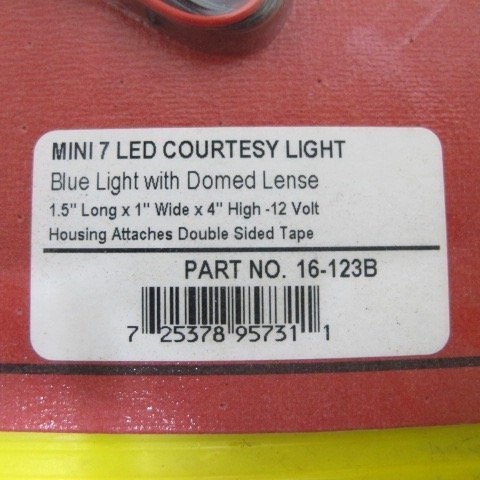 MINI 7 LED COURTESY LIGHT
Blue Light with Domed Lense
1.5" Long x 1" Wide x 4" High -12 Volt
Housing Attaches Double Sided Tape
PART NO. 16-123B
7 25378 95731 1